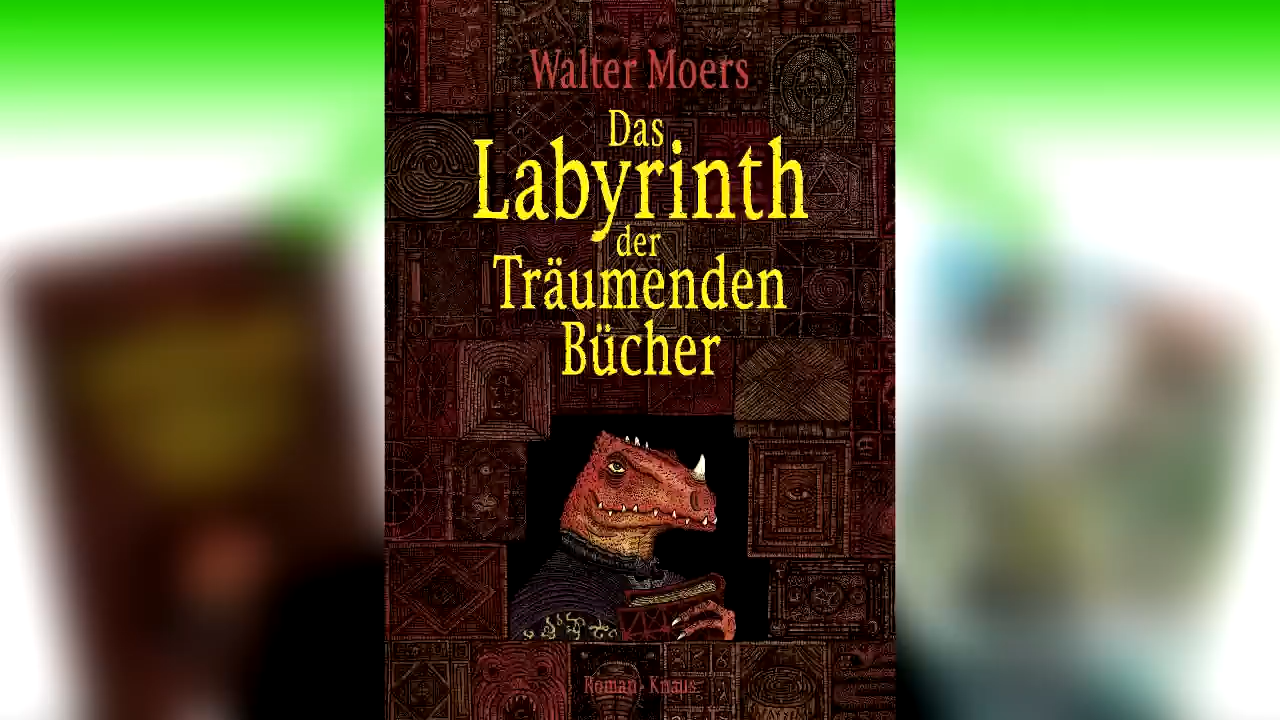 Walter Moers
Das
Labyrinth
der
Träumenden
Bücher
Roman · Knaus